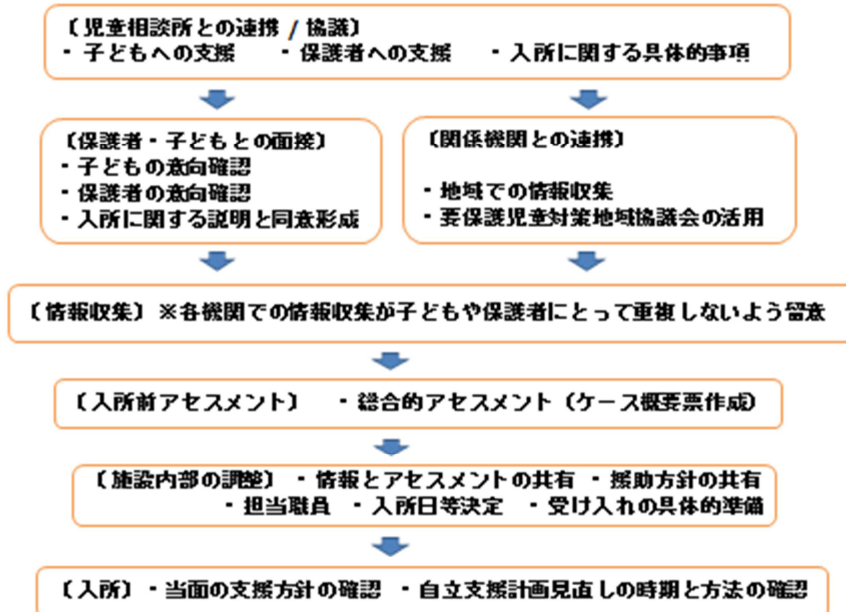 〔児童相談所との連携 / 協議〕
・子どもへの支援　・保護者への支援　・入所に関する具体的事項
〔保護者・子どもとの面接〕
・子どもの意向確認
・保護者の意向確認
・入所に関する説明と同意形成
〔関係機関との連携〕
・地域での情報収集
・要保護児童対策地域協議会の活用
〔情報収集〕※各機関での情報収集が子どもや保護者にとって重複しないよう留意
〔入所前アセスメント〕　・総合的アセスメント（ケース概要票作成）
〔施設内部の調整〕・情報とアセスメントの共有・援助方針の共有
・担当職員　・入所日等決定　・受け入れの具体的準備
〔入所〕・当面の支援方針の確認　・自立支援計画見直しの時期と方法の確認